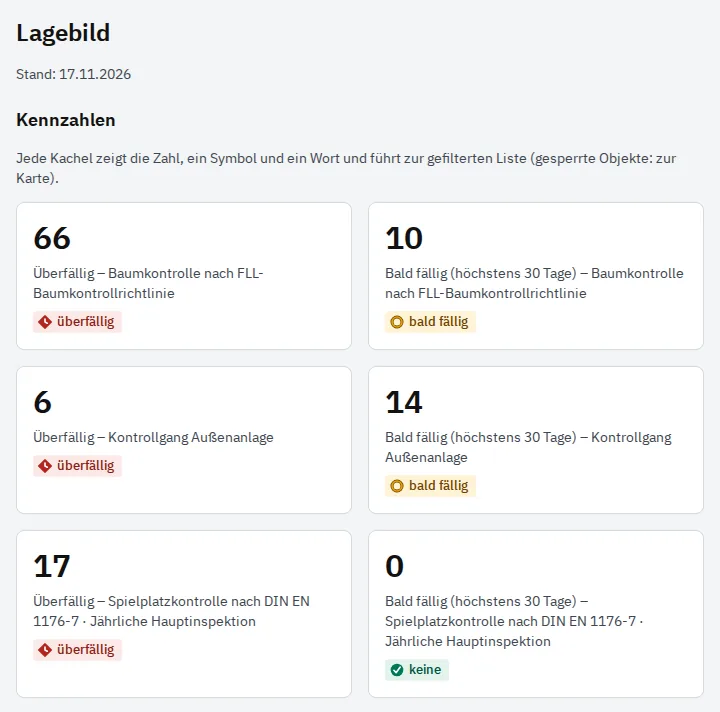 Lagebild
Stand: 17.11.2026
Kennzahlen
Jede Kachel zeigt die Zahl, ein Symbol und ein Wort und führt zur gefilterten Liste (gesperrte Objekte: zur
Karte).
66
Überfällig – Baumkontrolle nach FLL-
Baumkontrollrichtlinie
überfällig
10
Bald fällig (höchstens 30 Tage) – Baumkontrolle
nach FLL-Baumkontrollrichtlinie
bald fällig
6
Überfällig – Kontrollgang Außenanlage
überfällig
14
Bald fällig (höchstens 30 Tage) – Kontrollgang
Außenanlage
bald fällig
17
Überfällig – Spielplatzkontrolle nach DIN EN
1176-7 · Jährliche Hauptinspektion
überfällig
0
Bald fällig (höchstens 30 Tage) –
Spielplatzkontrolle nach DIN EN 1176-7 ·
Jährliche Hauptinspektion
keine